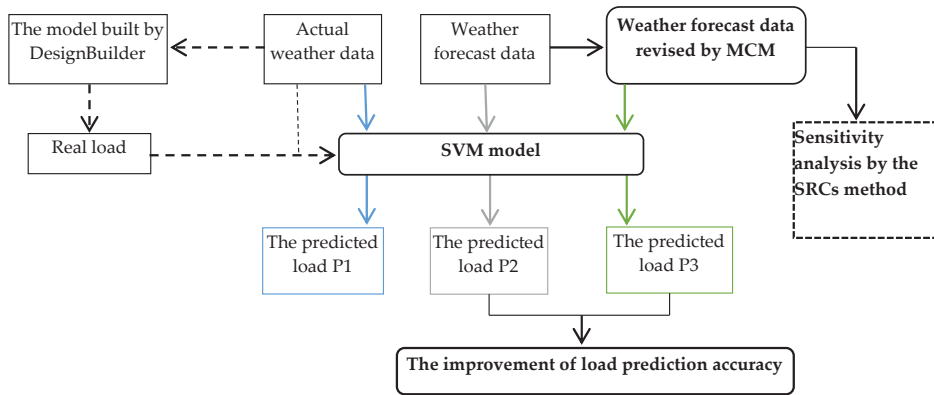 The model built by
DesignBuilder
Actual
weather data
Weather
forecast data
Weather forecast data
revised by MCM
Real load
SVM model
Sensitivity
analysis by the
SRCs method
The predicted
load P1
The predicted
load P2
The predicted
load P3
The improvement of load prediction accuracy